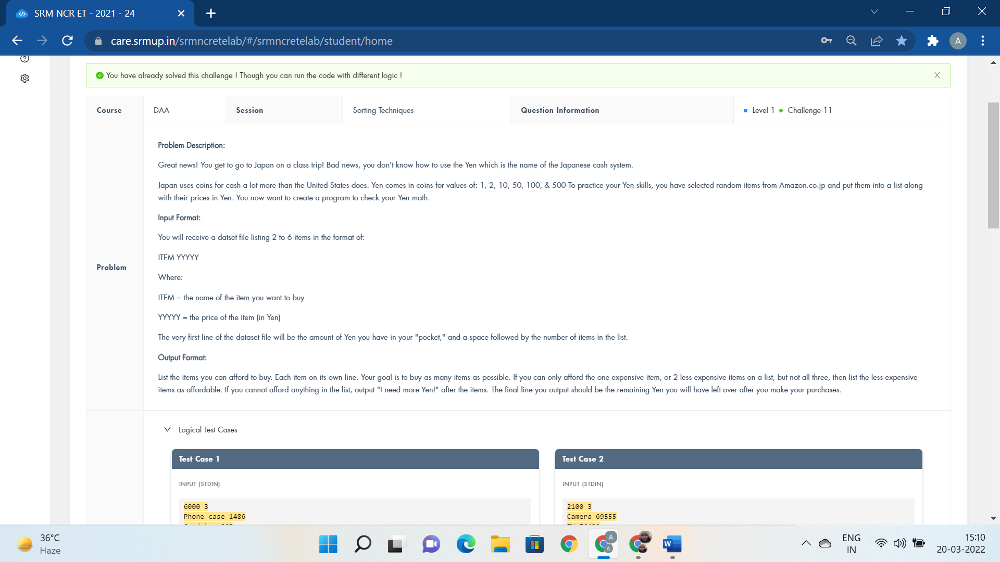 SRM NCR ET - 2021 - 24
care.srmup.in/srmncretelab/#/srmncretelab/student/home
A
You have already solved this challenge ! Though you can run the code with different logic !
Course DAA Session Sorting Techniques Question Information Level 1 Challenge 11
Problem
Problem Description:
Great news! You get to go to Japan on a class trip! Bad news, you don't know how to use the Yen which is the name of the Japanese cash system.
Japan uses coins for cash a lot more than the United States does. Yen comes in coins for values of: 1, 2, 10, 50, 100, & 500 To practice your Yen skills, you have selected random items from Amazon.co.jp and put them into a list along
with their prices in Yen. You now want to create a program to check your Yen math.
Input Format:
You will receive a datset file listing 2 to 6 items in the format of:
ITEM YYYYY
Where:
ITEM = the name of the item you want to buy
YYYYY = the price of the item (in Yen)
The very first line of the dataset file will be the amount of Yen you have in your "pocket," and a space followed by the number of items in the list.
Output Format:
List the items you can afford to buy. Each item on its own line. Your goal is to buy as many items as possible. If you can only afford the one expensive item, or 2 less expensive items on a list, but not all three, then list the less expensive
items as affordable. If you cannot afford anything in the list, output "I need more Yen!" after the items. The final line you output should be the remaining Yen you will have left over after you make your purchases.
Logical Test Cases
Test Case 1
INPUT (STDIN)
6000 3
Phone-case 1486
Test Case 2
INPUT (STDIN)
2100 3
Camera 69555
36°C
Haze
A
A
W
ENG
IN
15:10
20-03-2022